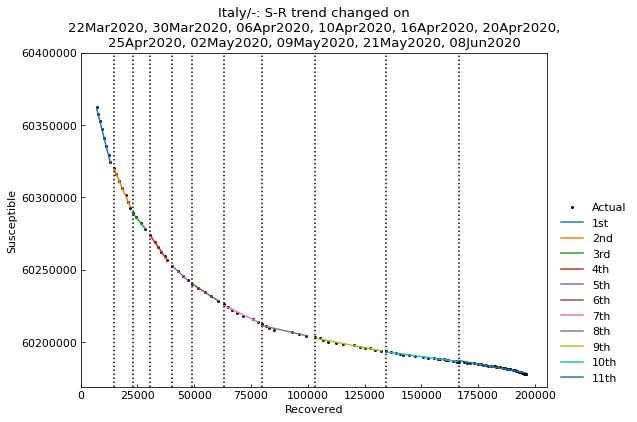 Italy/-: S-R trend changed on
22Mar2020, 30Mar2020, 06Apr2020, 10Apr2020, 16Apr2020, 20Apr2020,
25Apr2020, 02May2020, 09May2020, 21May2020, 08Jun2020
60400000
60350000
60300000
60250000
60200000
Susceptible
0
25000
50000
75000
100000
125000
150000
175000
200000
Recovered
Actual
1st
2nd
3rd
4th
5th
6th
7th
8th
9th
10th
11th